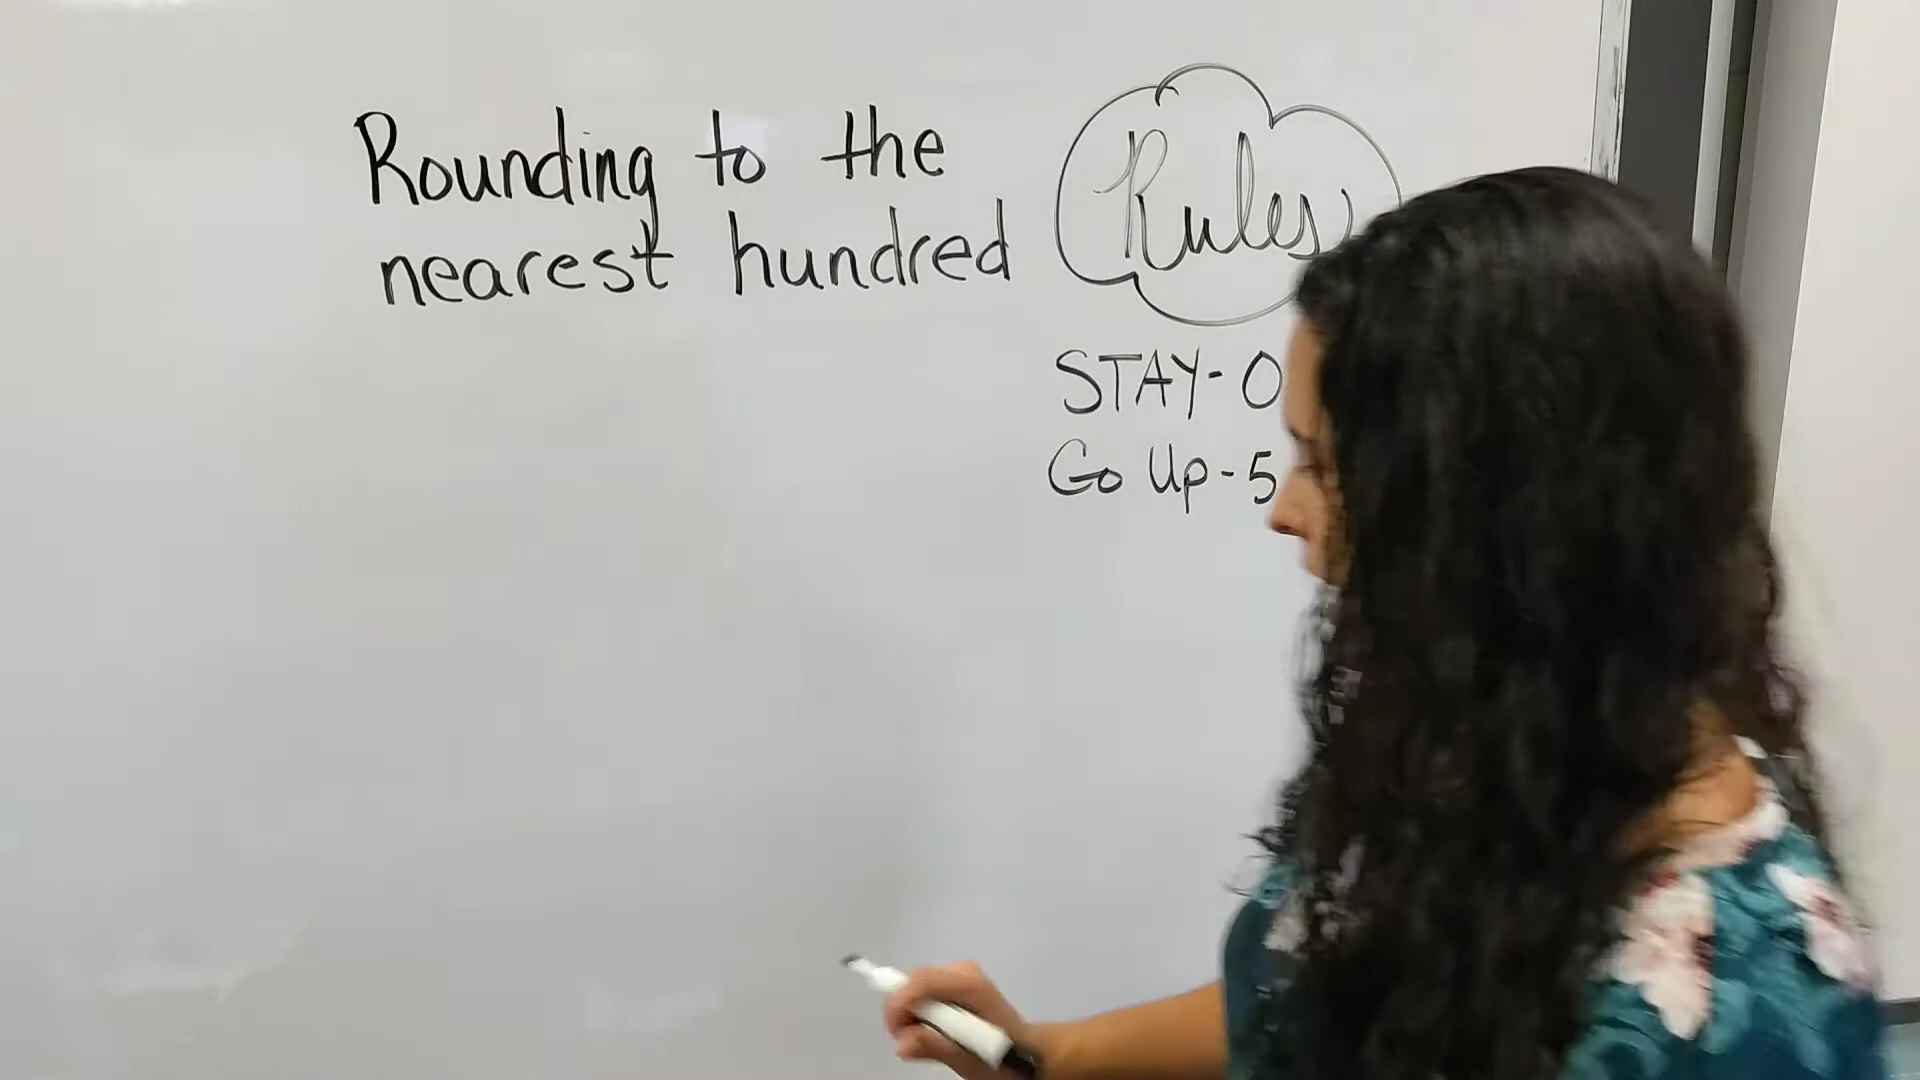 Rounding to the
nearest hundred
Rules
STAY-0
Go Up-5